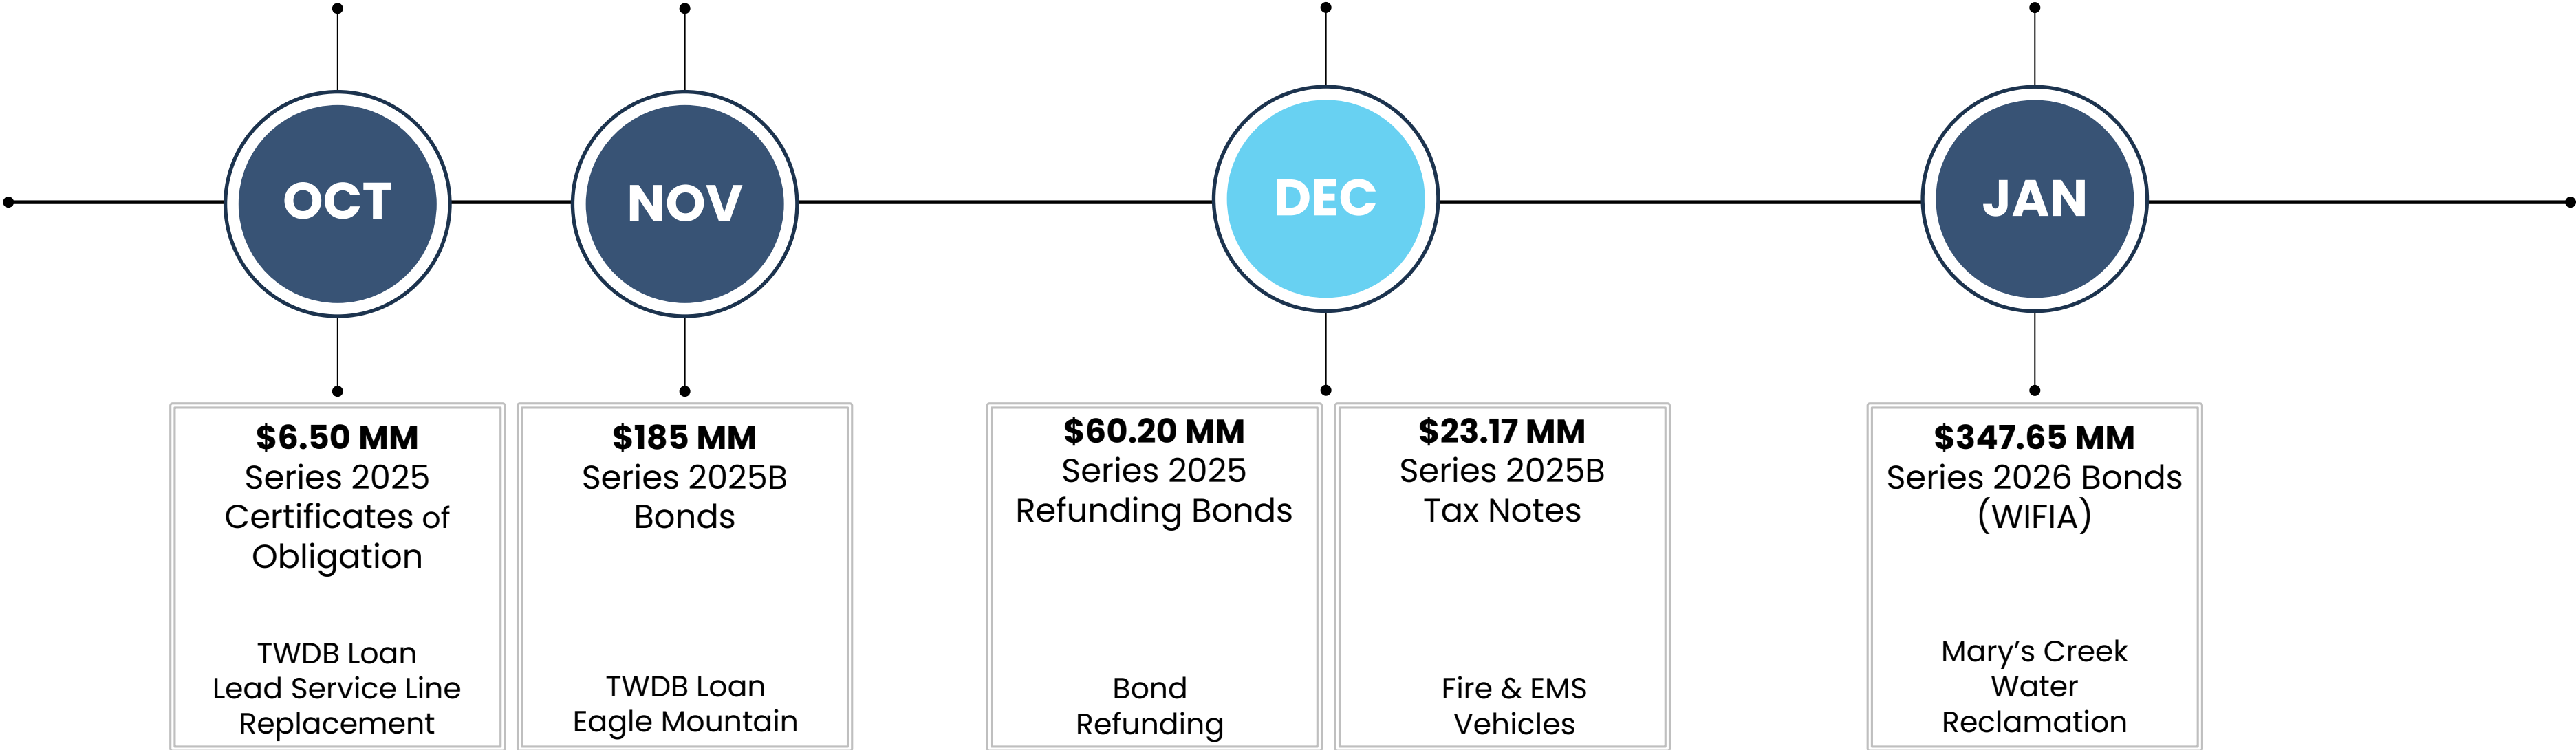 OCT
NOV
DEC
JAN
$6.50 MM
Series 2025
Certificates of
Obligation
TWDB Loan
Lead Service Line
Replacement
$185 MM
Series 2025B
Bonds
TWDB Loan
Eagle Mountain
$60.20 MM
Series 2025
Refunding Bonds
Bond
Refunding
$23.17 MM
Series 2025B
Tax Notes
Fire & EMS
Vehicles
$347.65 MM
Series 2026 Bonds
(WIFIA)
Mary’s Creek
Water
Reclamation